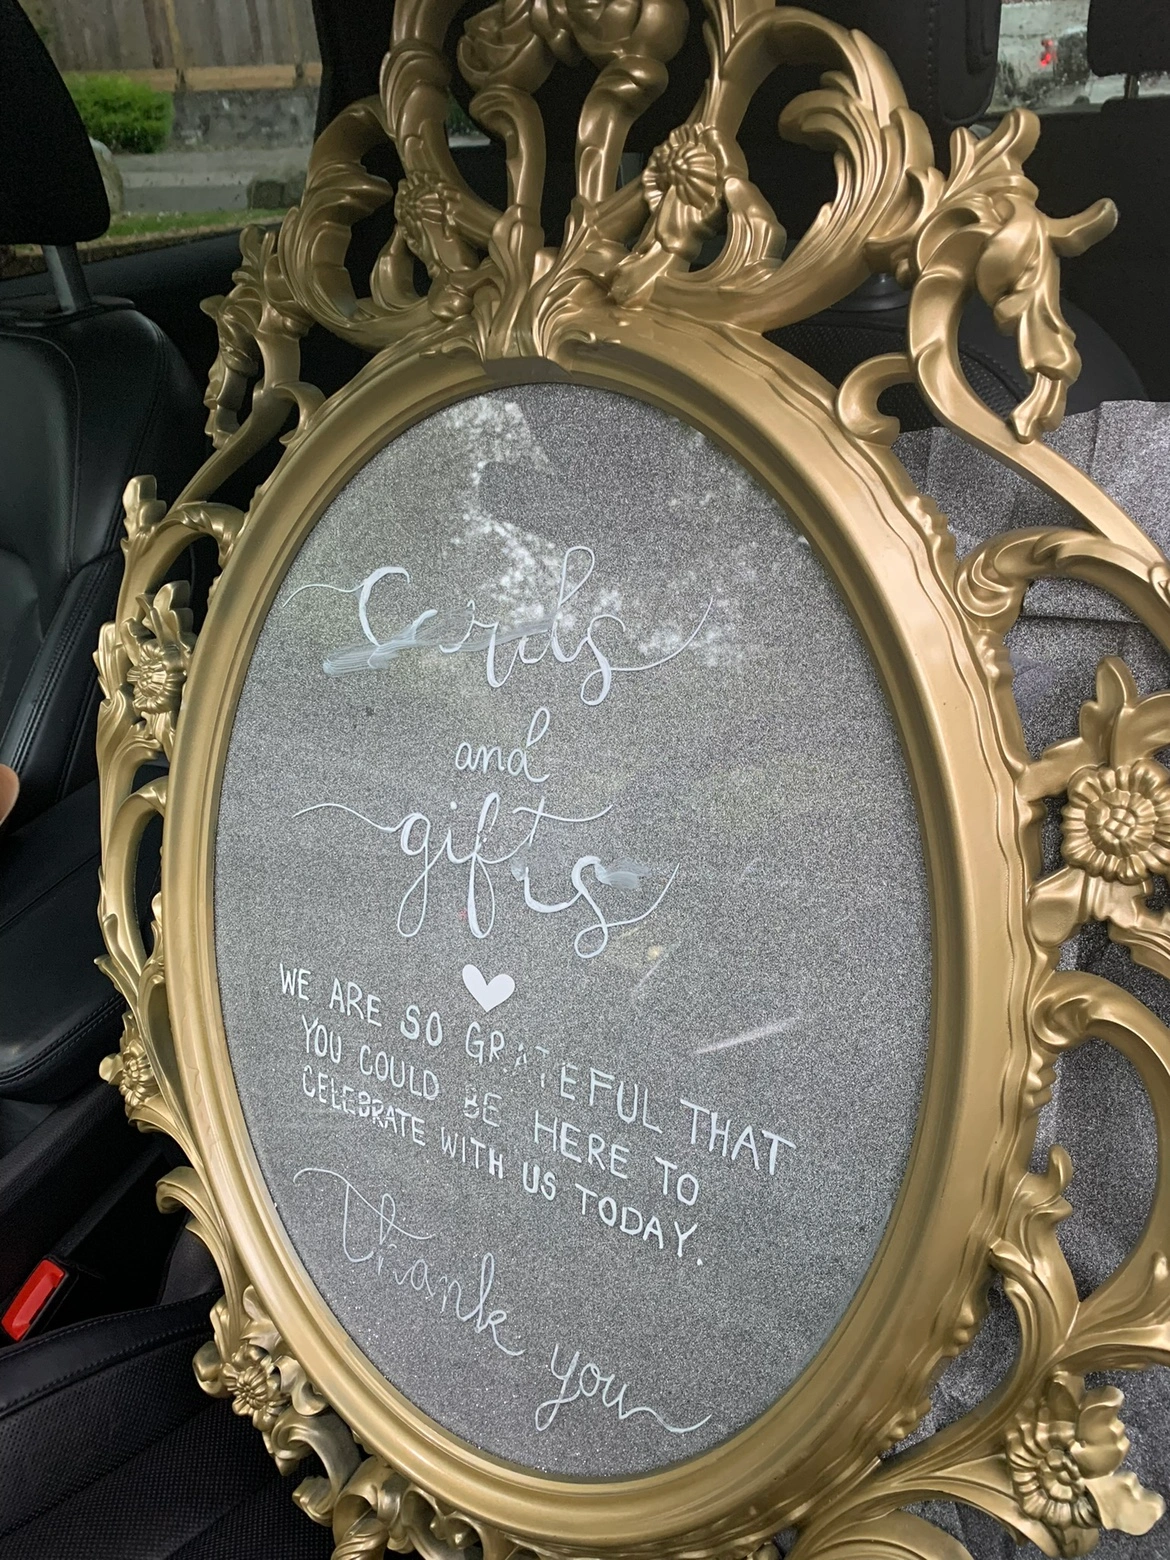 Cards
and
gifts
WE ARE SO GRATEFUL THAT
YOU COULD BE HERE TO
CELEBRATE WITH US TODAY.
Thank you